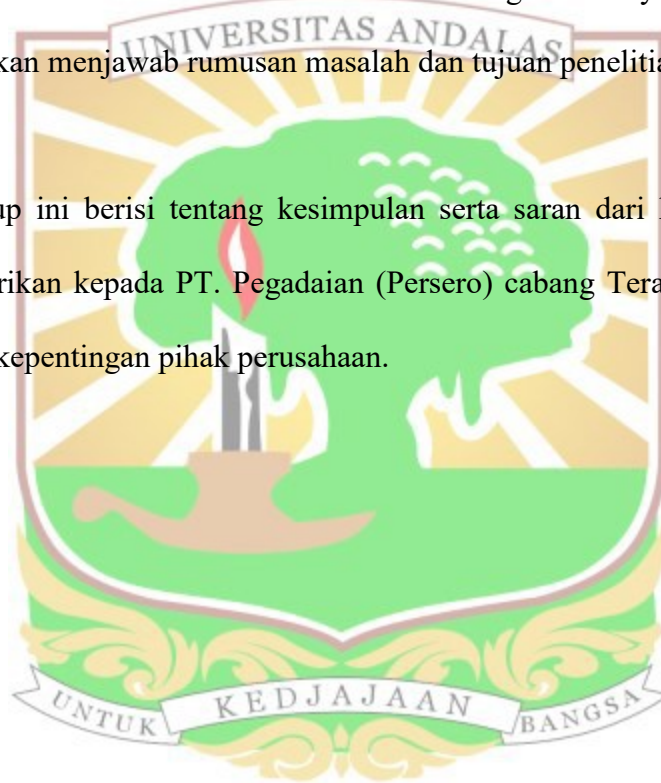 UNIVERSITAS ANDALAS
kan menjawab rumusan masalah dan tujuan penelitia
up ini berisi tentang kesimpulan serta saran dari
rikan kepada PT. Pegadaian (Persero) cabang Tera
kepentingan pihak perusahaan.
UNTUK KEDJAJAAN BANGSA